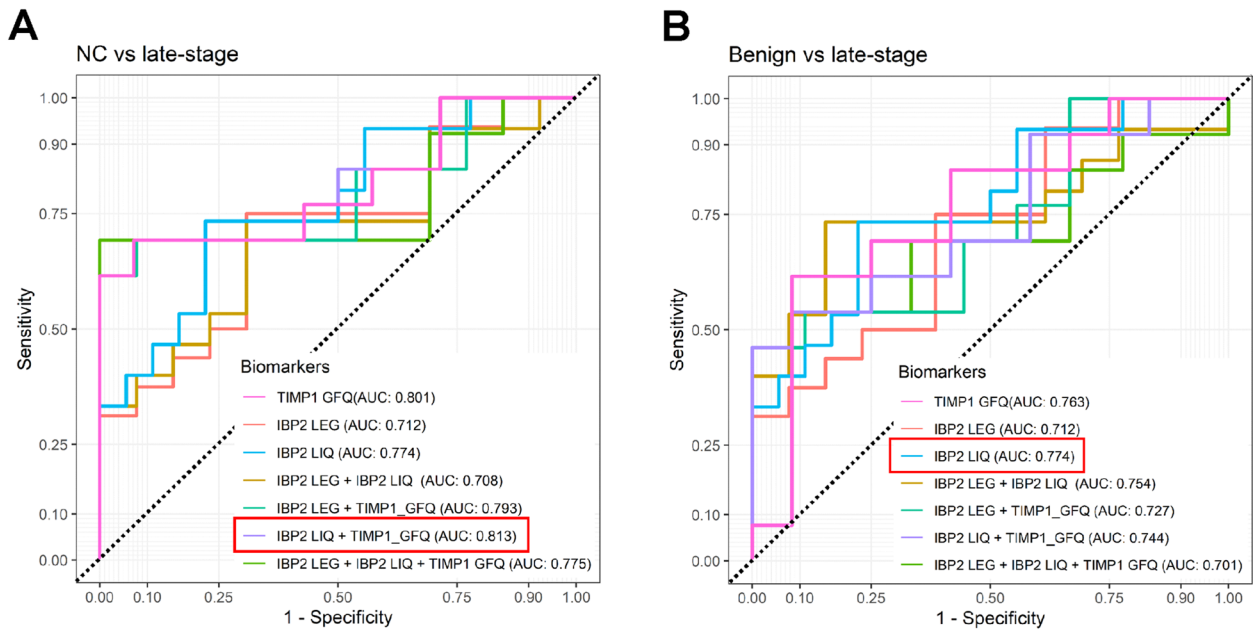 A
NC vs late-stage
Sensitivity
1.00
0.90
0.75
0.50
0.25
0.10
0.00
Biomarkers
TIMP1 GFQ(AUC: 0.801)
IBP2 LEG (AUC: 0.712)
IBP2 LIQ (AUC: 0.774)
IBP2 LEG + IBP2 LIQ (AUC: 0.708)
IBP2 LEG + TIMP1_GFQ (AUC: 0.793)
IBP2 LIQ + TIMP1_GFQ (AUC: 0.813)
IBP2 LEG + IBP2 LIQ + TIMP1 GFQ (AUC: 0.775)
0.00 0.10 0.25 0.50 0.75 0.90 1.00
1 - Specificity
B
Benign vs late-stage
Sensitivity
1.00
0.90
0.75
0.50
0.25
0.10
0.00
Biomarkers
TIMP1 GFQ(AUC: 0.763)
IBP2 LEG (AUC: 0.712)
IBP2 LIQ (AUC: 0.774)
IBP2 LEG + IBP2 LIQ (AUC: 0.754)
IBP2 LEG + TIMP1_GFQ (AUC: 0.727)
IBP2 LIQ + TIMP1_GFQ (AUC: 0.744)
IBP2 LEG + IBP2 LIQ + TIMP1 GFQ (AUC: 0.701)
0.00 0.10 0.25 0.50 0.75 0.90 1.00
1 - Specificity